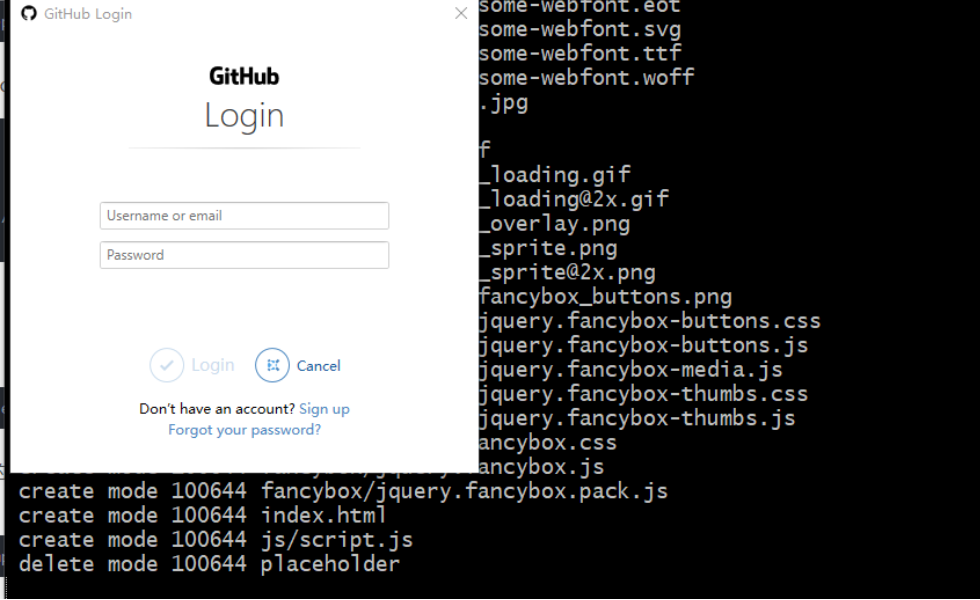 GitHub Login
GitHub
Login
Username or email
Password
Login
Cancel
Don't have an account? Sign up
Forgot your password?
some-webfont.eot
some-webfont.svg
some-webfont.ttf
some-webfont.woff
.jpg
f
_loading.gif
_loading@2x.gif
_overlay.png
_sprite.png
_sprite@2x.png
fancybox_buttons.png
jquery.fancybox-buttons.css
jquery.fancybox-buttons.js
jquery.fancybox-media.js
jquery.fancybox-thumbs.css
jquery.fancybox-thumbs.js
ancybox.css
ancybox.js
create mode 100644 fancybox/jquery.fancybox.pack.js
create mode 100644 index.html
create mode 100644 js/script.js
delete mode 100644 placeholder